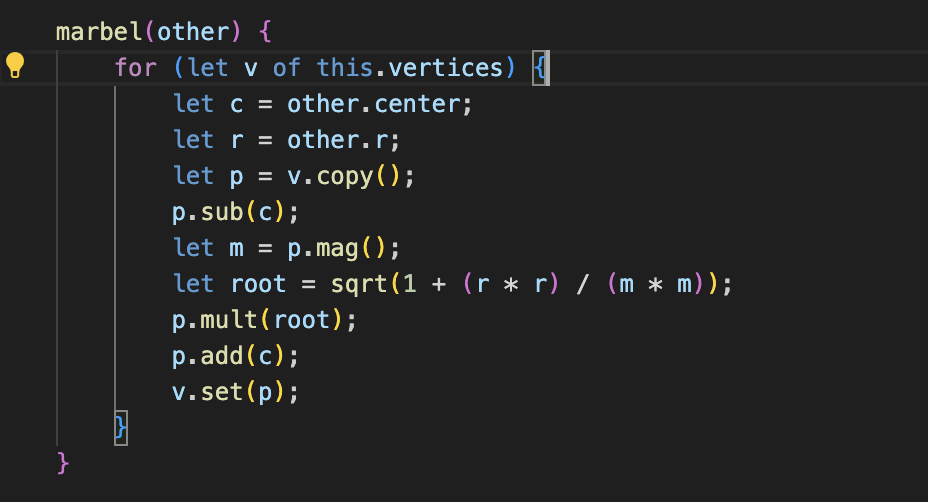 marbel(other) {
for (let v of this.vertices) {
let c = other.center;
let r = other.r;
let p = v.copy();
p.sub(c);
let m = p.mag();
let root = sqrt(1 + (r * r) / (m * m));
p.mult(root);
p.add(c);
v.set(p);
}
}